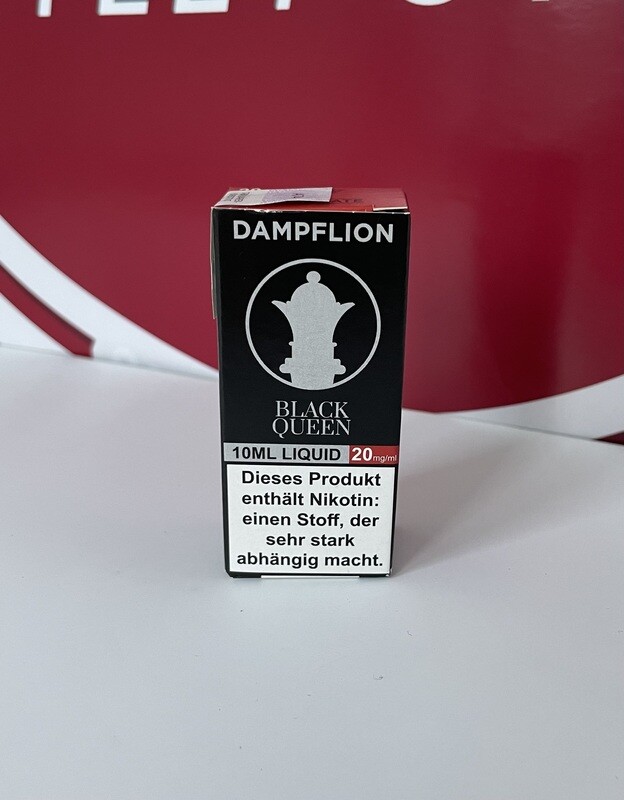 DAMPFLION
BLACK
QUEEN
10ML LIQUID 20mg/ml
Dieses Produkt
enthält Nikotin:
einen Stoff, der
sehr stark
abhängig macht.